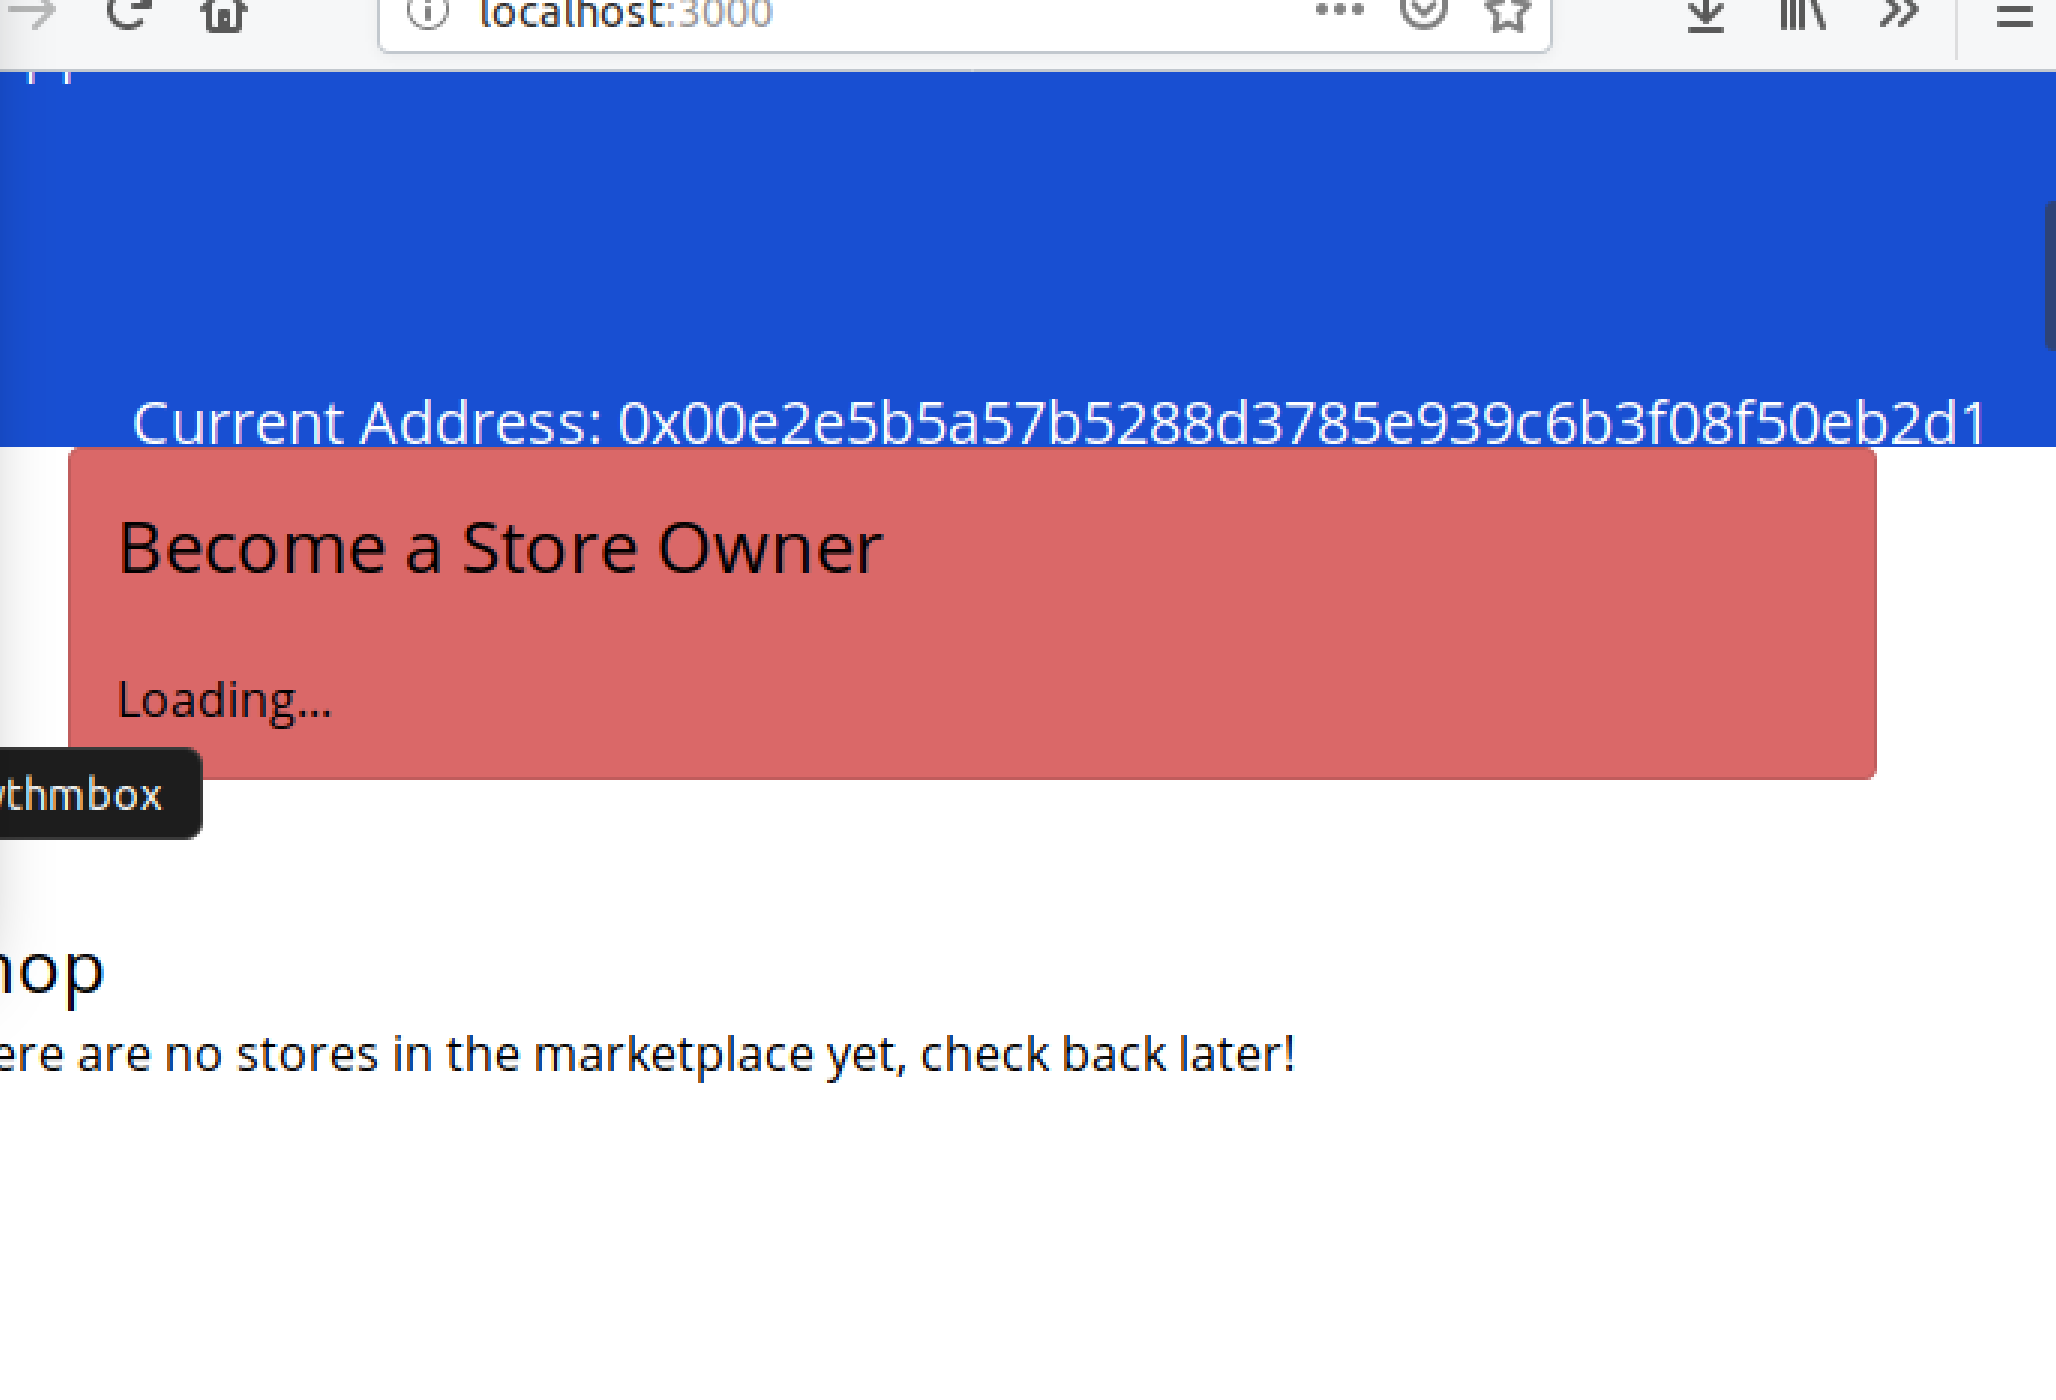 localhost:3000
Current Address: 0x00e2e5b5a57b5288d3785e939c6b3f08f50eb2d1
Become a Store Owner
Loading...
ythmbox
hop
ere are no stores in the marketplace yet, check back later!